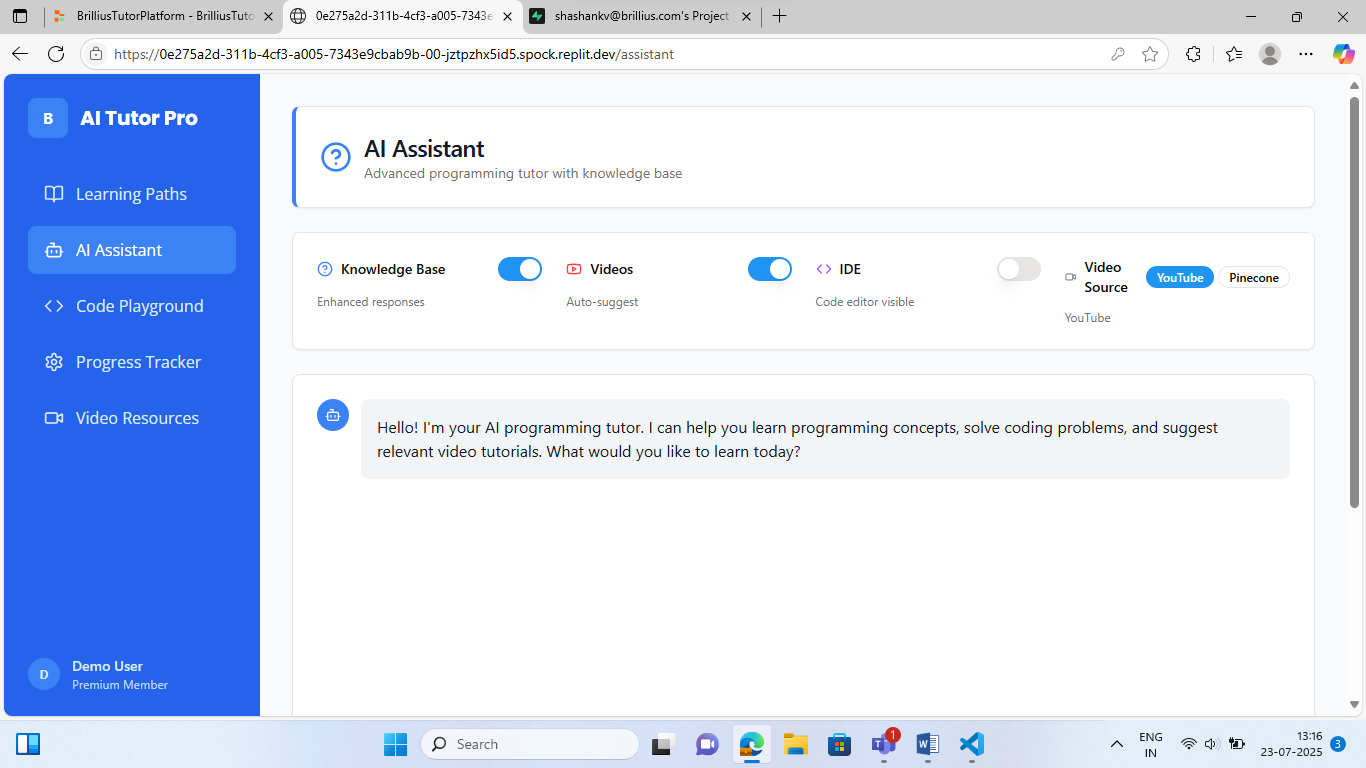 BrilliusTutorPlatform - BrilliusTuto
0e275a2d-311b-4cf3-a005-7343e
shashankv@brillius.com's Project
https://0e275a2d-311b-4cf3-a005-7343e9cbab9b-00-jztpzhx5id5.spock.replit.dev/assistant
B
AI Tutor Pro
Learning Paths
AI Assistant
Code Playground
Progress Tracker
Video Resources
D
Demo User
Premium Member
AI Assistant
Advanced programming tutor with knowledge base
Knowledge Base
Enhanced responses
Videos
Auto-suggest
IDE
Code editor visible
Video
Source
YouTube
Pinecone
YouTube
Hello! I'm your AI programming tutor. I can help you learn programming concepts, solve coding problems, and suggest
relevant video tutorials. What would you like to learn today?
Search
1
ENG
IN
13:16
23-07-2025
3